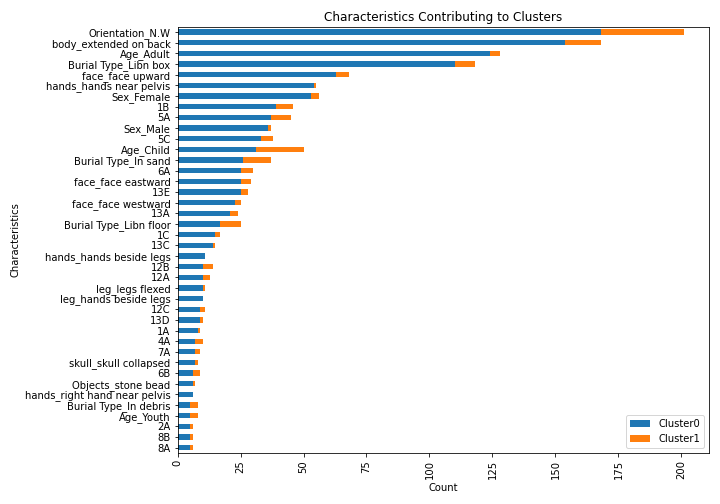 Characteristics Contributing to Clusters
Orientation_N.W
body_extended on back
Age_Adult
Burial Type_Libn box
face_face upward
hands_hands near pelvis
Sex_Female
1B
5A
Sex_Male
5C
Age_Child
Burial Type_In sand
6A
face_face eastward
13E
face_face westward
13A
Burial Type_Libn floor
1C
13C
hands_hands beside legs
12B
12A
leg_legs flexed
leg_hands beside legs
12C
13D
1A
4A
7A
skull_skull collapsed
6B
Objects_stone bead
hands_right hand near pelvis
Burial Type_In debris
Age_Youth
2A
8B
8A
Characteristics
0 25 50 75 100 125 150 175 200
Count
Cluster0
Cluster1